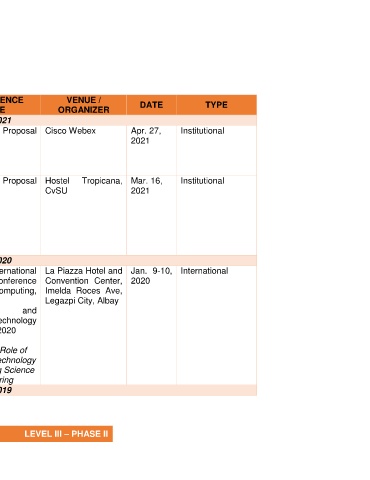 ENCE VENUE / DATE TYPE
E ORGANIZER
021
Proposal Cisco Webex Apr. 27, Institutional
2021
Proposal Hostel Tropicana, Mar. 16, Institutional
CvSU 2021
020
ernational La Piazza Hotel and Jan. 9-10, International
onference Convention Center, 2020
omputing, Imelda Roces Ave,
and Legazpi City, Albay
echnology
2020
Role of
echnology
g Science
ring
019
LEVEL III – PHASE II